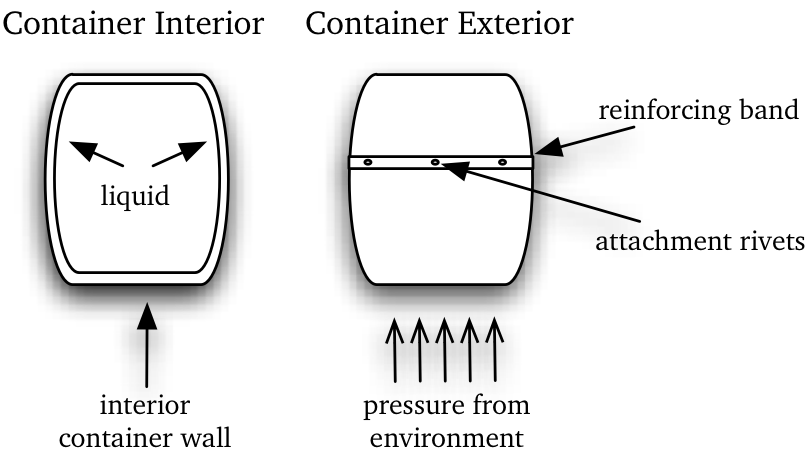 Container Interior
Container Exterior
reinforcing band
liquid
attachment rivets
interior
container wall
pressure from
environment